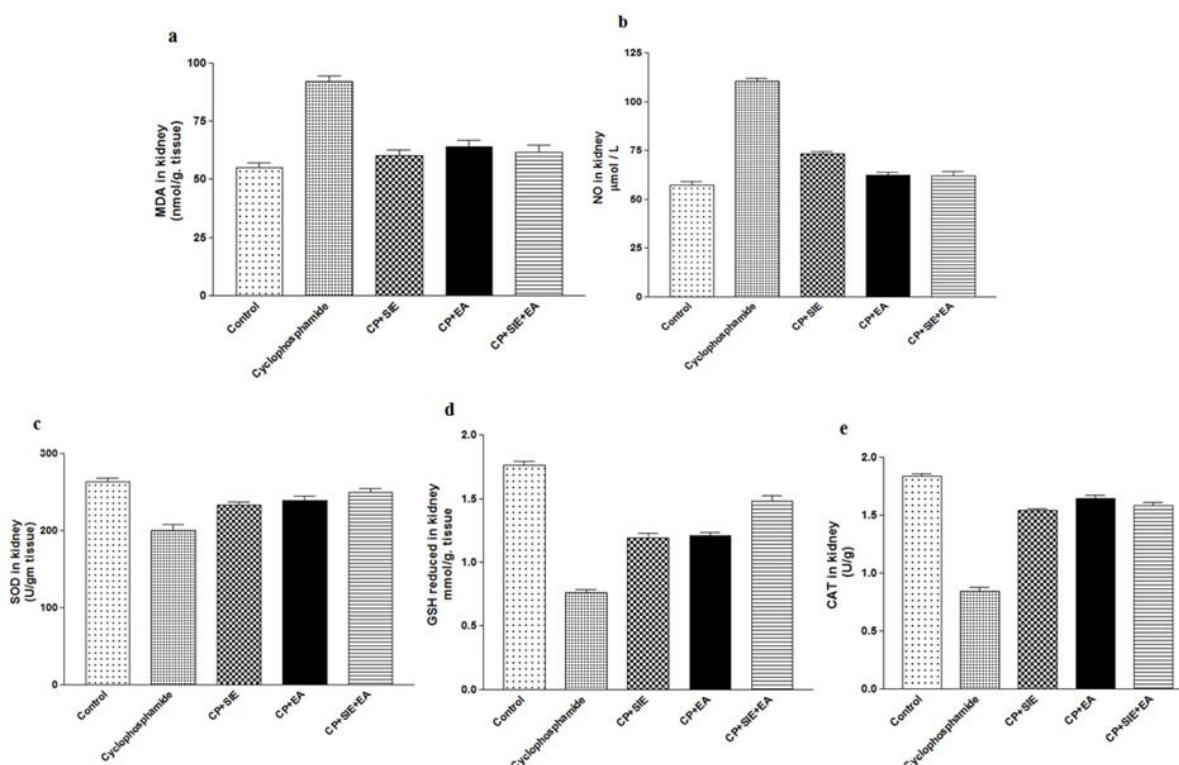 a
MDA in kidney
(nmol/g. tissue)
100
75
50
25
0
Control
Cyclophosphamide
CP+SIE
CP+EA
CP+SIE+EA
b
NO in kidney
µmol / L
125
100
75
50
25
0
Control
Cyclophosphamide
CP+SIE
CP+EA
CP+SIE+EA
c
SOD in kidney
(U/gm tissue)
300
200
100
0
Control
Cyclophosphamide
CP+SIE
CP+EA
CP+SIE+EA
d
GSH reduced in kidney
mmol/g. tissue
2.0
1.5
1.0
0.5
0.0
Control
Cyclophosphamide
CP+SIE
CP+EA
CP+SIE+EA
e
CAT in kidney
(U/g)
2.0
1.5
1.0
0.5
0.0
Control
Cyclophosphamide
CP+SIE
CP+EA
CP+SIE+EA